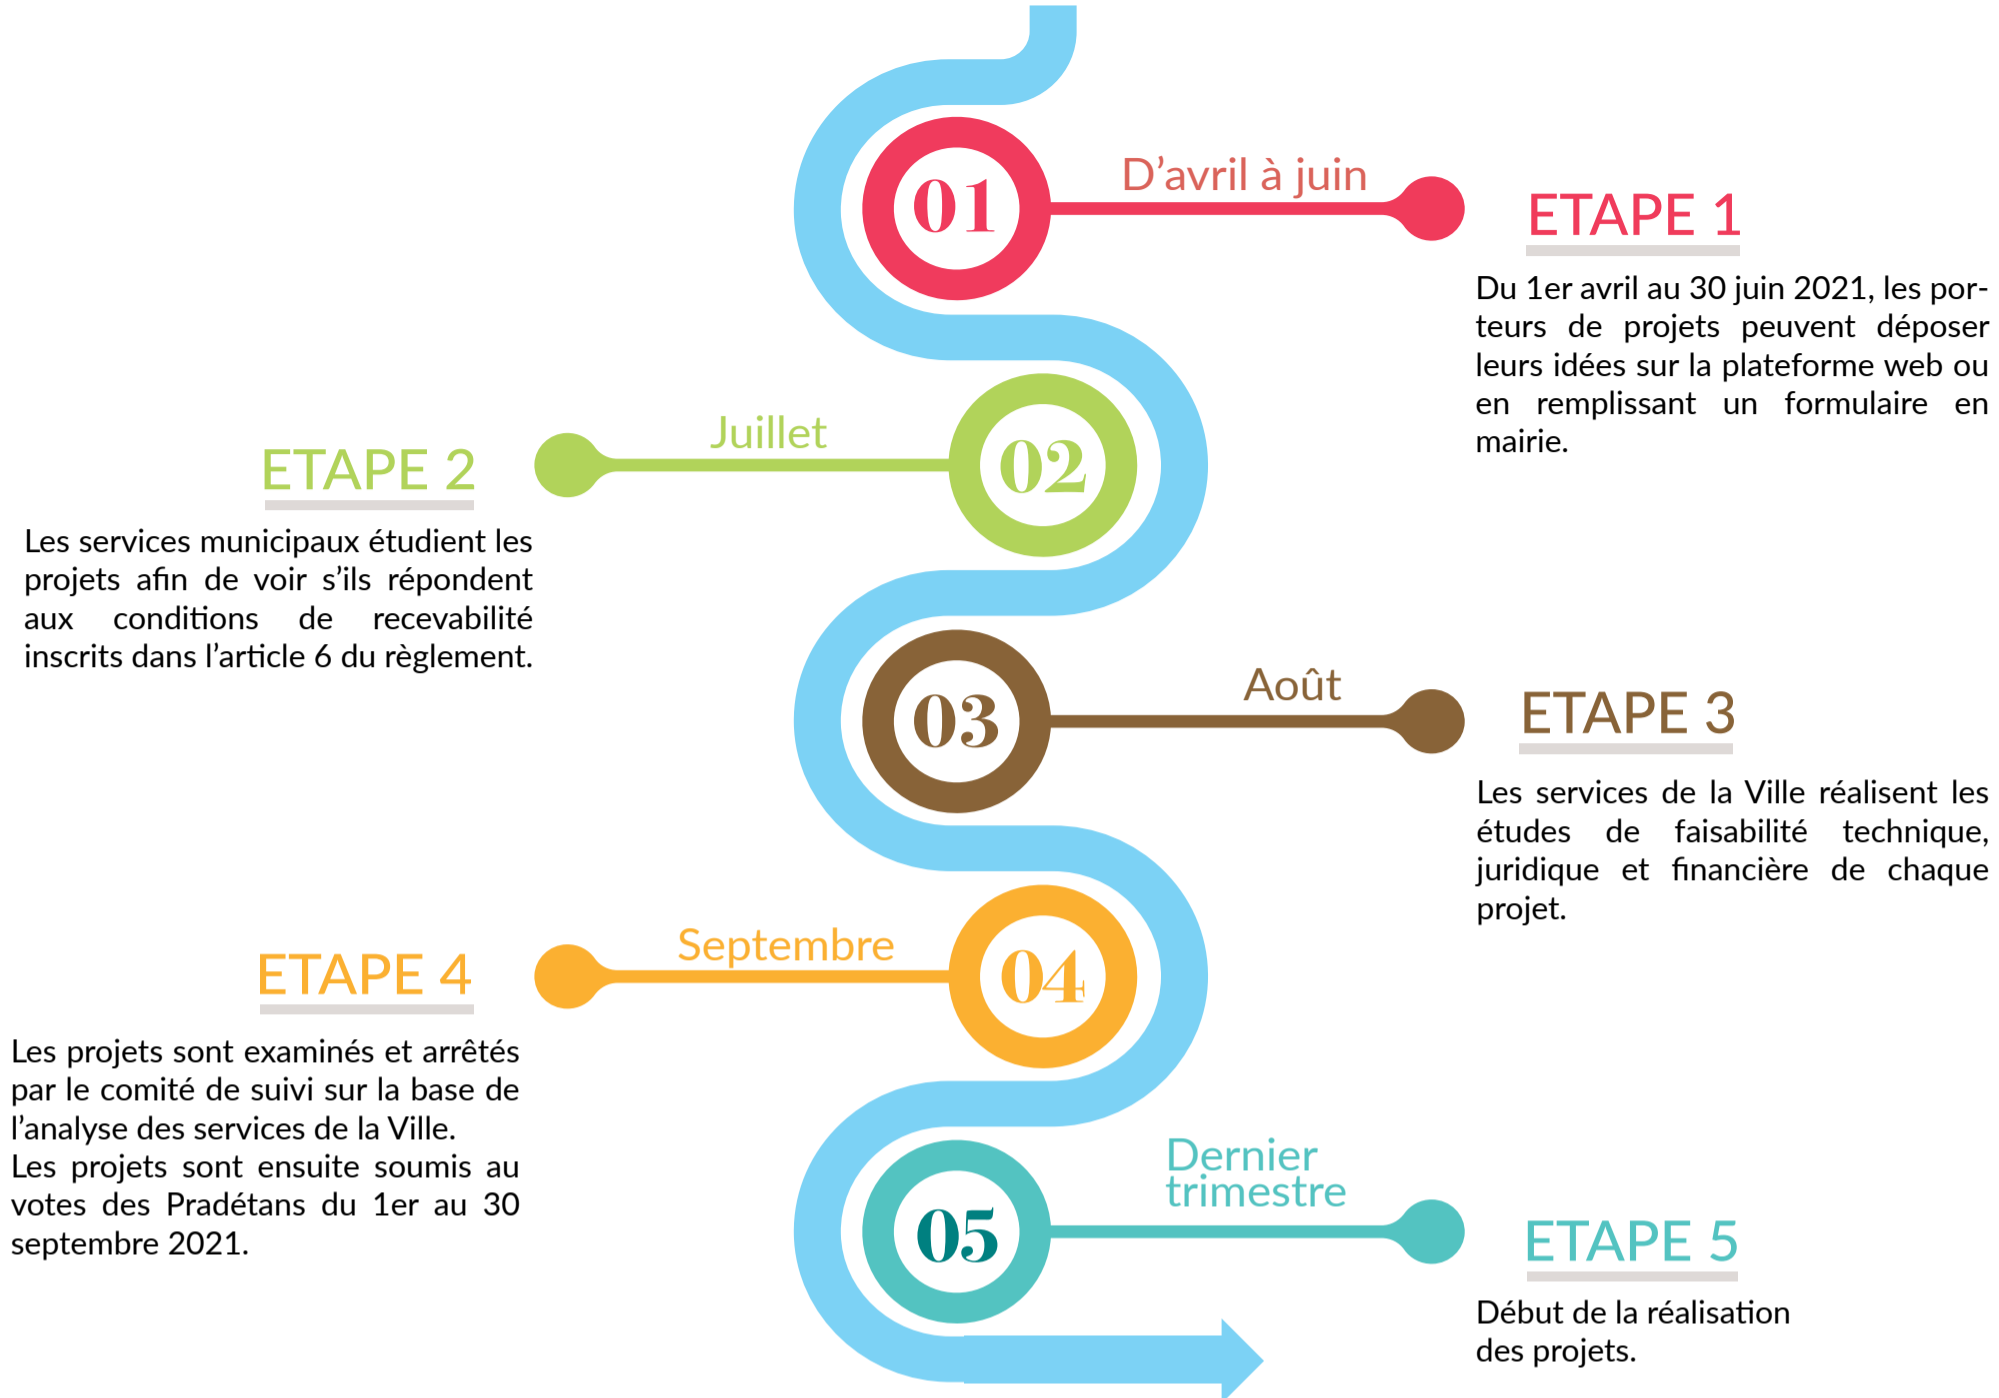 01
D’avril à juin
ETAPE 1
Du 1er avril au 30 juin 2021, les por-
teurs de projets peuvent déposer
leurs idées sur la plateforme web ou
en remplissant un formulaire en
mairie.
02
Juillet
ETAPE 2
Les services municipaux étudient les
projets afin de voir s’ils répondent
aux conditions de recevabilité
inscrits dans l’article 6 du règlement.
03
Août
ETAPE 3
Les services de la Ville réalisent les
études de faisabilité technique,
juridique et financière de chaque
projet.
04
Septembre
ETAPE 4
Les projets sont examinés et arrêtés
par le comité de suivi sur la base de
l’analyse des services de la Ville.
Les projets sont ensuite soumis au
votes des Pradétans du 1er au 30
septembre 2021.
05
Dernier
trimestre
ETAPE 5
Début de la réalisation
des projets.